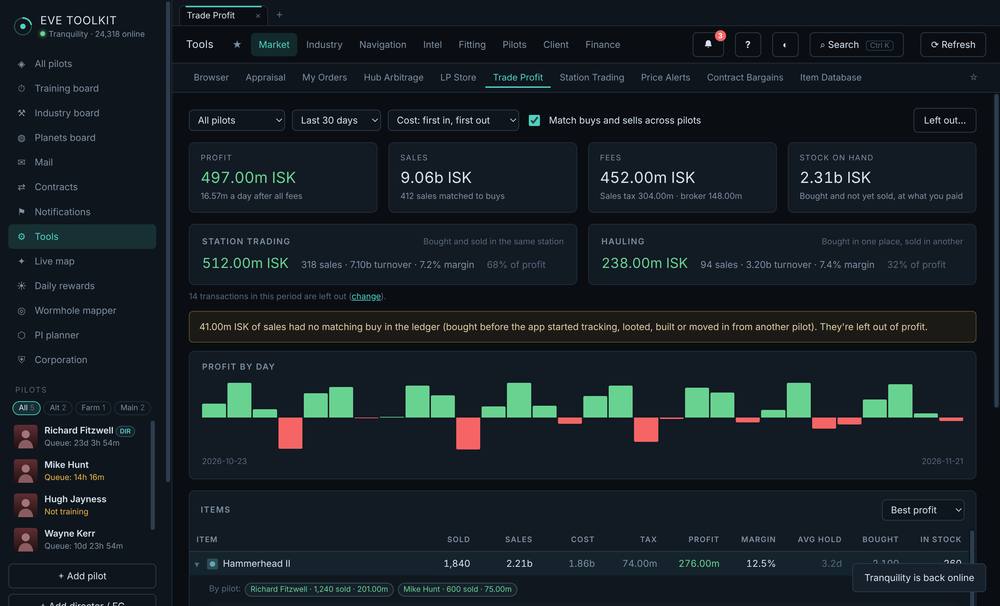 EVE TOOLKIT
Tranquility · 24,318 online
All pilots
Training board
Industry board
Planets board
Mail
Contracts
Notifications
Tools
Live map
Daily rewards
Wormhole mapper
PI planner
Corporation
PILOTS
All 5 Alt 2 Farm 1 Main 2
Richard Fitzwell DIR
Queue: 23d 3h 54m
Mike Hunt
Queue: 14h 16m
Hugh Jayness
Not training
Wayne Kerr
Queue: 10d 23h 54m
+ Add pilot
+ Add director / FC
Trade Profit × +
Tools ★ Market Industry Navigation Intel Fitting Pilots Client Finance 3 ? Search Ctrl K ⟳ Refresh
Browser Appraisal My Orders Hub Arbitrage LP Store Trade Profit Station Trading Price Alerts Contract Bargains Item Database ☆
All pilots Last 30 days Cost: first in, first out Match buys and sells across pilots Left out...
PROFIT
497.00m ISK
16.57m a day after all fees
SALES
9.06b ISK
412 sales matched to buys
FEES
452.00m ISK
Sales tax 304.00m · broker 148.00m
STOCK ON HAND
2.31b ISK
Bought and not yet sold, at what you paid
STATION TRADING Bought and sold in the same station
512.00m ISK 318 sales · 7.10b turnover · 7.2% margin 68% of profit
HAULING Bought in one place, sold in another
238.00m ISK 94 sales · 3.20b turnover · 7.4% margin 32% of profit
14 transactions in this period are left out (change).
41.00m ISK of sales had no matching buy in the ledger (bought before the app started tracking, looted, built or moved in from another pilot). They're left out of profit.
PROFIT BY DAY
2026-10-23 2026-11-21
ITEMS Best profit
ITEM SOLD SALES COST TAX PROFIT MARGIN AVG HOLD BOUGHT IN STOCK
Hammerhead II 1,840 2.21b 1.86b 74.00m 276.00m 12.5% 3.2d 2,100 260
By pilot: Richard Fitzwell · 1,240 sold · 201.00m Mike Hunt · 600 sold · 75.00m
Tranquility is back online